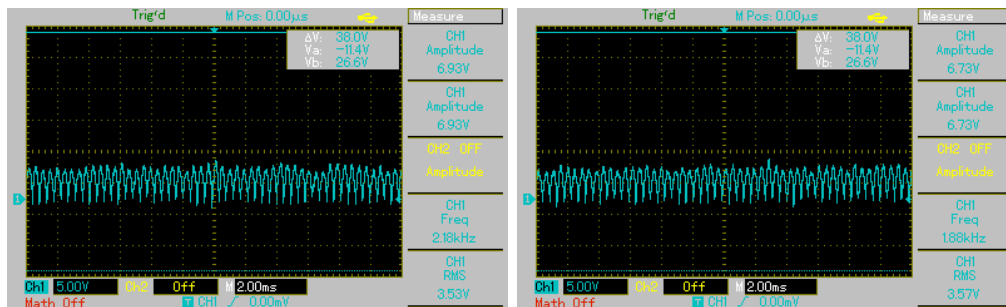 Trig'd M Pos: 0.00µs Measure
ΔV: 38.0V
Va: -11.4V
Vb: 26.6V
CH1
Amplitude
6.93V
CH1
Amplitude
6.93V
CH2 OFF
Amplitude
CH1
Freq
2.18kHz
CH1
RMS
3.53V
1
Ch1 5.00V Ch2 Off M 2.00ms
Math Off T CH1 0.00mV
Trig'd M Pos: 0.00µs Measure
ΔV: 38.0V
Va: -11.4V
Vb: 26.6V
CH1
Amplitude
6.73V
CH1
Amplitude
6.73V
CH2 OFF
Amplitude
CH1
Freq
1.88kHz
CH1
RMS
3.57V
1
Ch1 5.00V Ch2 Off M 2.00ms
Math Off T CH1 0.00mV